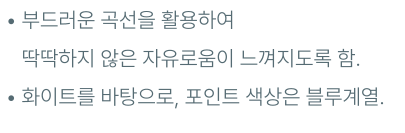 • 부드러운 곡선을 활용하여
딱딱하지 않은 자유로움이 느껴지도록 함.
• 화이트를 바탕으로, 포인트 색상은 블루계열.